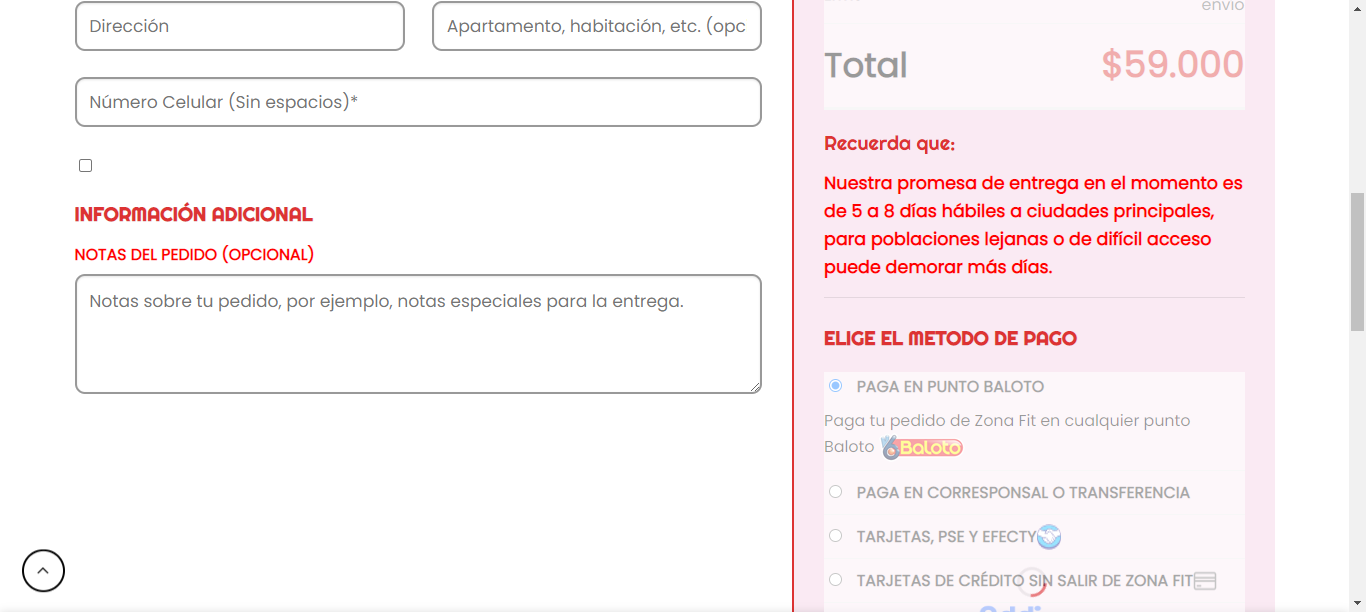 Dirección
Apartamento, habitación, etc. (opc
Número Celular (Sin espacios)*
INFORMACIÓN ADICIONAL
NOTAS DEL PEDIDO (OPCIONAL)
Notas sobre tu pedido, por ejemplo, notas especiales para la entrega.
envío
Total $59.000
Recuerda que:
Nuestra promesa de entrega en el momento es
de 5 a 8 días hábiles a ciudades principales,
para poblaciones lejanas o de difícil acceso
puede demorar más días.
ELIGE EL METODO DE PAGO
PAGA EN PUNTO BALOTO
Paga tu pedido de Zona Fit en cualquier punto
Baloto Baloto
PAGA EN CORRESPONSAL O TRANSFERENCIA
TARJETAS, PSE Y EFECTY
TARJETAS DE CRÉDITO SIN SALIR DE ZONA FIT